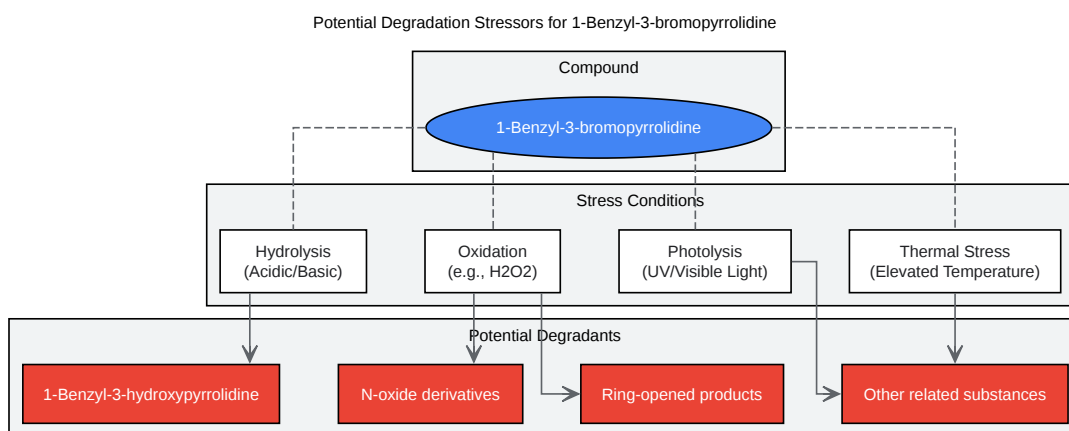 Potential Degradation Stressors for 1-Benzyl-3-bromopyrrolidine
Compound
1-Benzyl-3-bromopyrrolidine
Stress Conditions
Hydrolysis
(Acidic/Basic)
Oxidation
(e.g., H2O2)
Photolysis
(UV/Visible Light)
Thermal Stress
(Elevated Temperature)
Potential Degradants
1-Benzyl-3-hydroxypyrrolidine
N-oxide derivatives
Ring-opened products
Other related substances